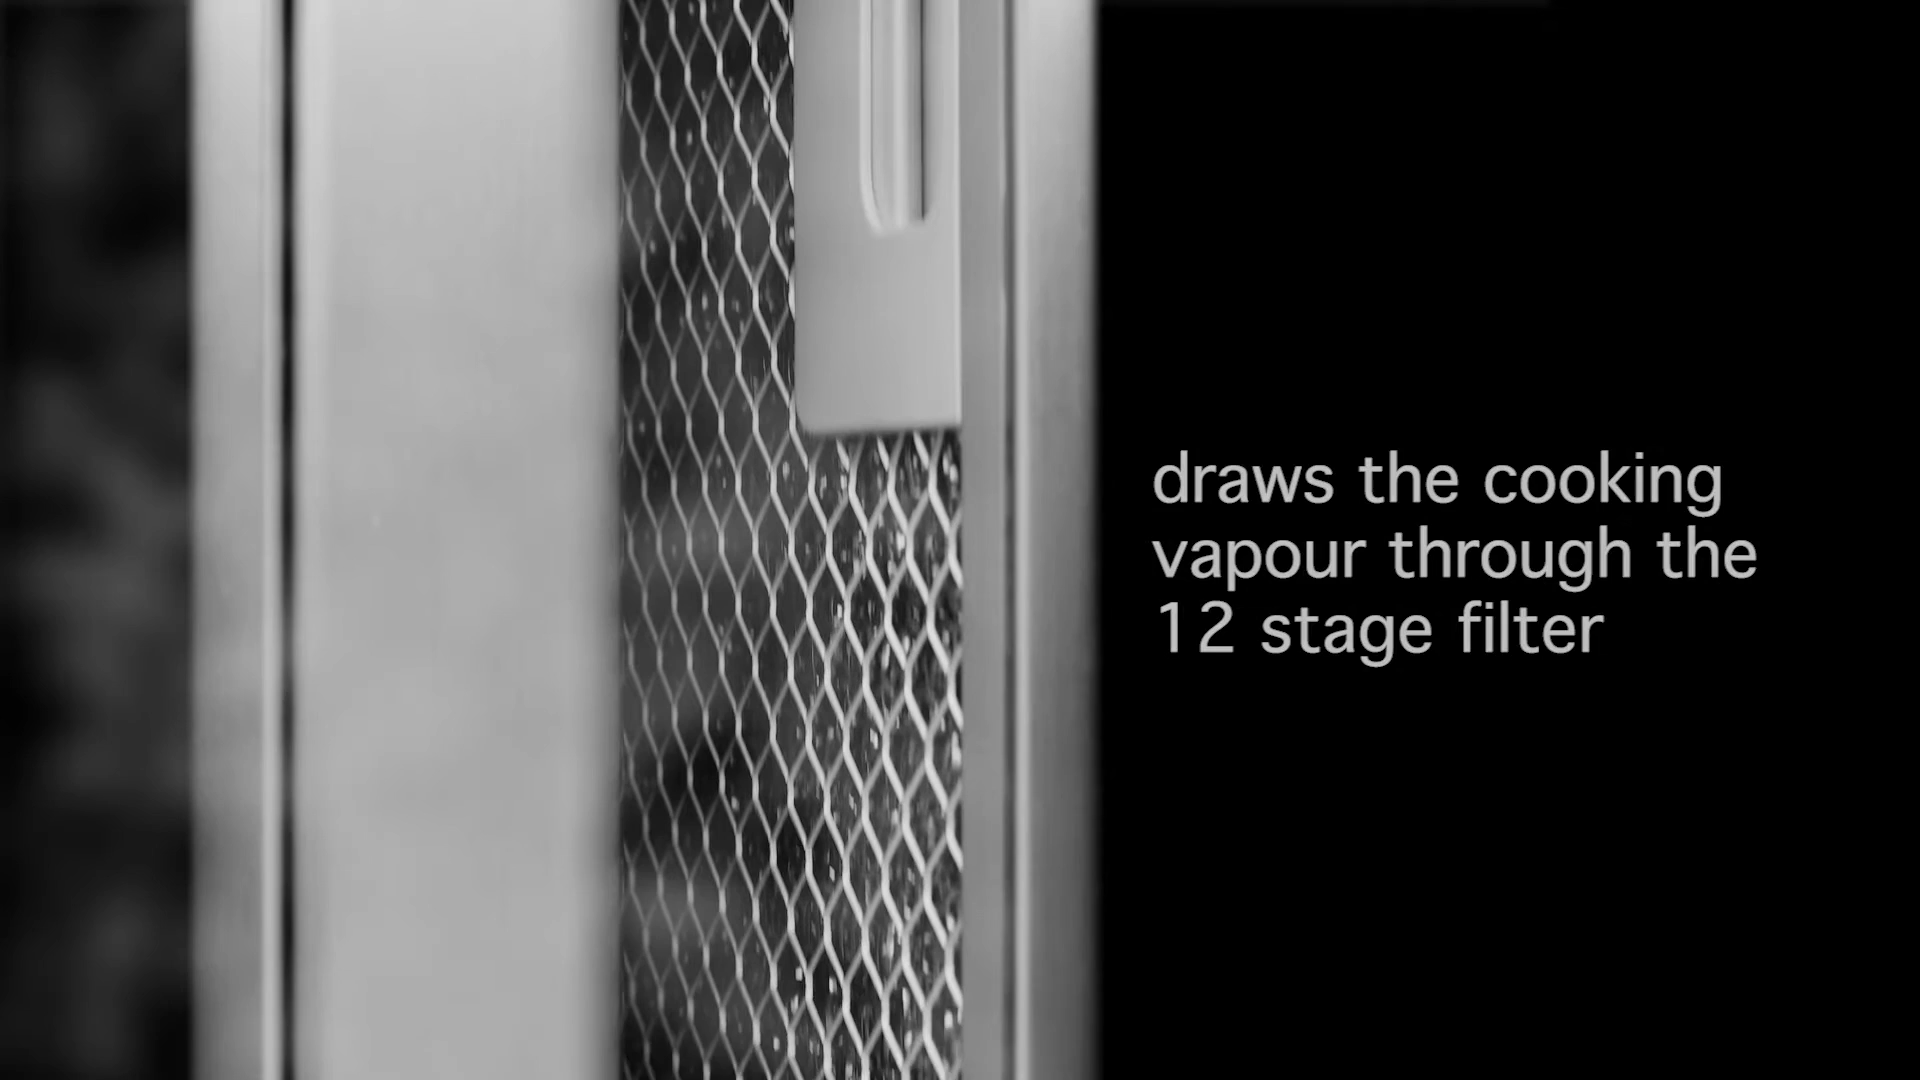 draws the cooking
vapour through the
12 stage filter